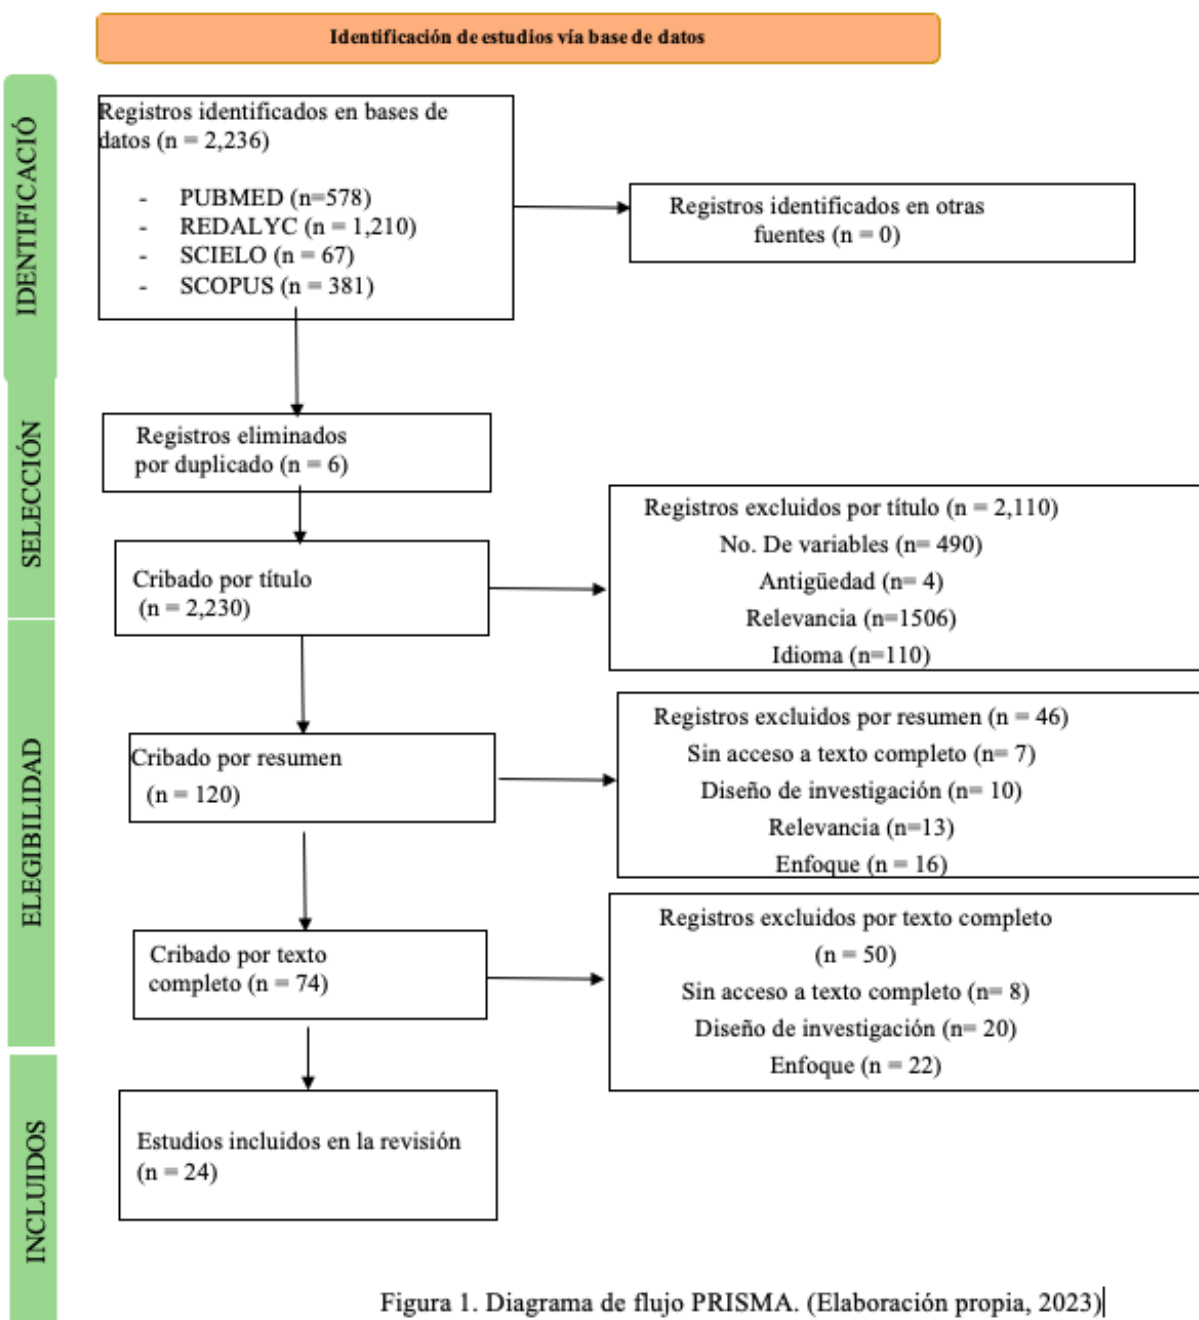 Identificación de estudios vía base de datos
IDENTIFICACIÓ
Registros identificados en bases de
datos (n = 2,236)
- PUBMED (n=578)
- REDALYC (n = 1,210)
- SCIELO (n = 67)
- SCOPUS (n = 381)
Registros identificados en otras
fuentes (n = 0)
SELECCIÓN
Registros eliminados
por duplicado (n = 6)
Cribado por título
(n = 2,230)
Registros excluidos por título (n = 2,110)
No. De variables (n= 490)
Antigüedad (n= 4)
Relevancia (n=1506)
Idioma (n=110)
ELEGIBILIDAD
Cribado por resumen
(n = 120)
Registros excluidos por resumen (n = 46)
Sin acceso a texto completo (n= 7)
Diseño de investigación (n= 10)
Relevancia (n=13)
Enfoque (n = 16)
Cribado por texto
completo (n = 74)
Registros excluidos por texto completo
(n = 50)
Sin acceso a texto completo (n= 8)
Diseño de investigación (n= 20)
Enfoque (n = 22)
INCLUIDOS
Estudios incluidos en la revisión
(n = 24)
Figura 1. Diagrama de flujo PRISMA. (Elaboración propia, 2023)